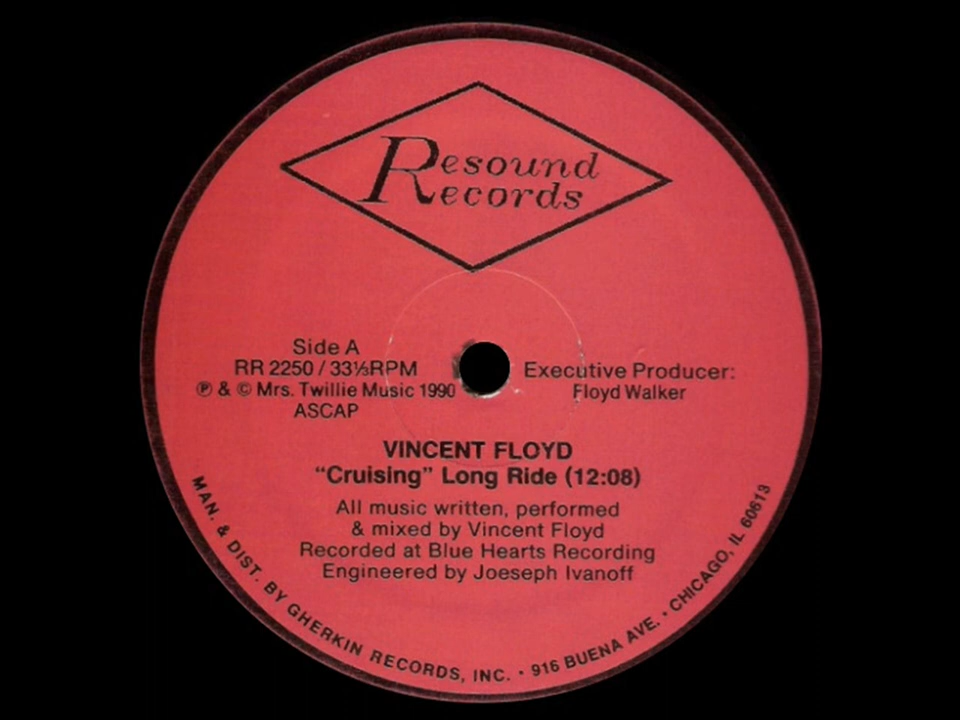 Resound
Records
Side A
RR 2250 / 33⅓RPM
℗ & © Mrs. Twillie Music 1990
ASCAP
Executive Producer:
Floyd Walker
VINCENT FLOYD
“Cruising” Long Ride (12:08)
All music written, performed
& mixed by Vincent Floyd
Recorded at Blue Hearts Recording
Engineered by Joeseph Ivanoff
MAN. & DIST. BY GHERKIN RECORDS, INC. • 916 BUENA AVE. • CHICAGO, IL 60613